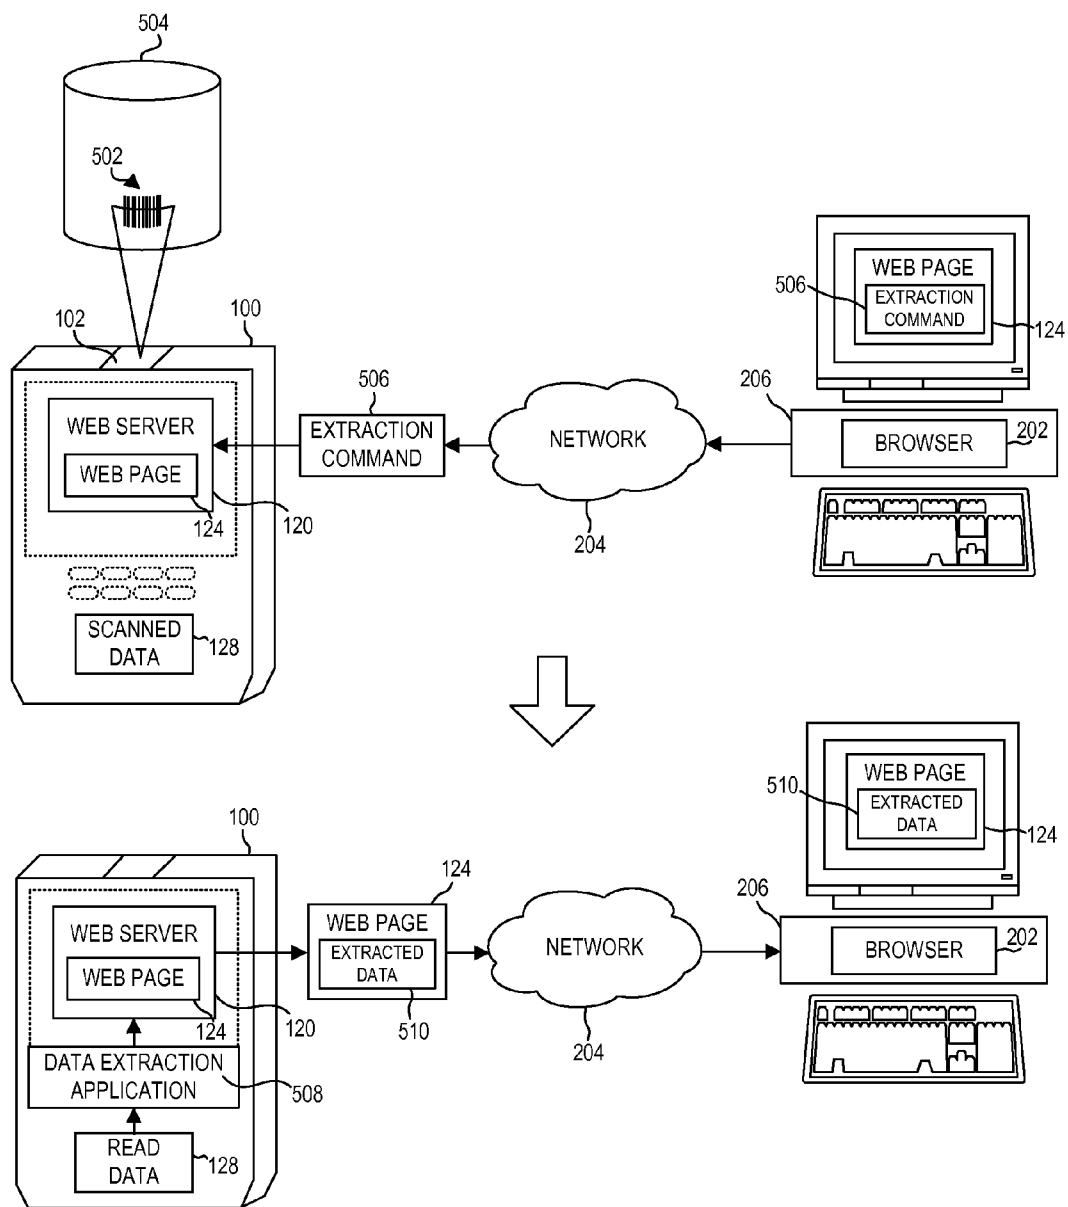 504
502
102
100
WEB SERVER
WEB PAGE
124
120
SCANNED
DATA
128
506
EXTRACTION
COMMAND
NETWORK
204
WEB PAGE
506
EXTRACTION
COMMAND
124
206
BROWSER
202
100
WEB SERVER
WEB PAGE
124
120
DATA EXTRACTION
APPLICATION
508
READ
DATA
128
124
WEB PAGE
EXTRACTED
DATA
510
NETWORK
204
WEB PAGE
510
EXTRACTED
DATA
124
206
BROWSER
202